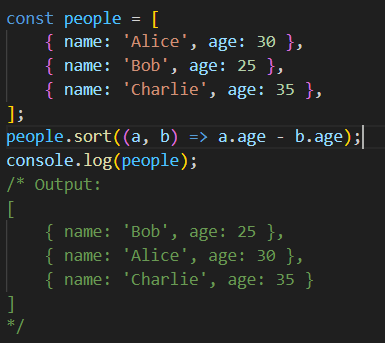 const people = [
    { name: 'Alice', age: 30 },
    { name: 'Bob', age: 25 },
    { name: 'Charlie', age: 35 },
];
people.sort((a, b) => a.age - b.age);
console.log(people);
/* Output:
[
    { name: 'Bob', age: 25 },
    { name: 'Alice', age: 30 },
    { name: 'Charlie', age: 35 }
]
*/